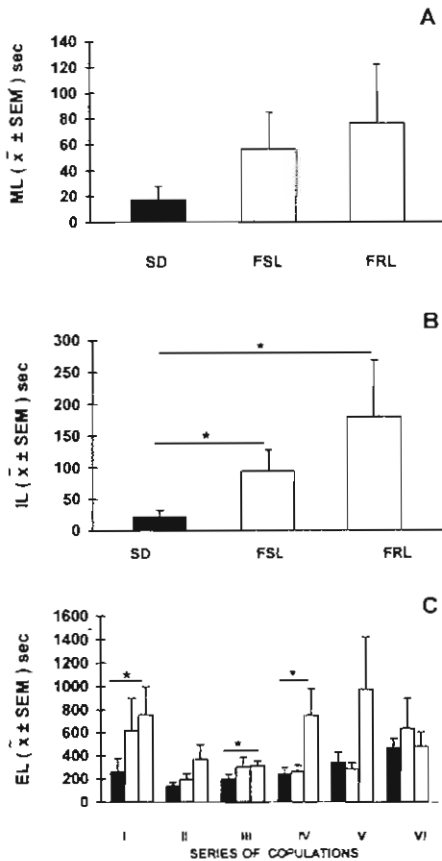 A
ML ( x̄ ± SEM ) sec
140
120
100
80
60
40
20
0
SD FSL FRL
B
IL ( x̄ ± SEM ) sec
300
250
200
150
100
50
0
*
*
SD FSL FRL
C
EL ( x̄ ± SEM ) sec
1600
1400
1200
1000
800
600
400
200
0
*
*
*
I II III IV V VI
SERIES OF COPULATIONS